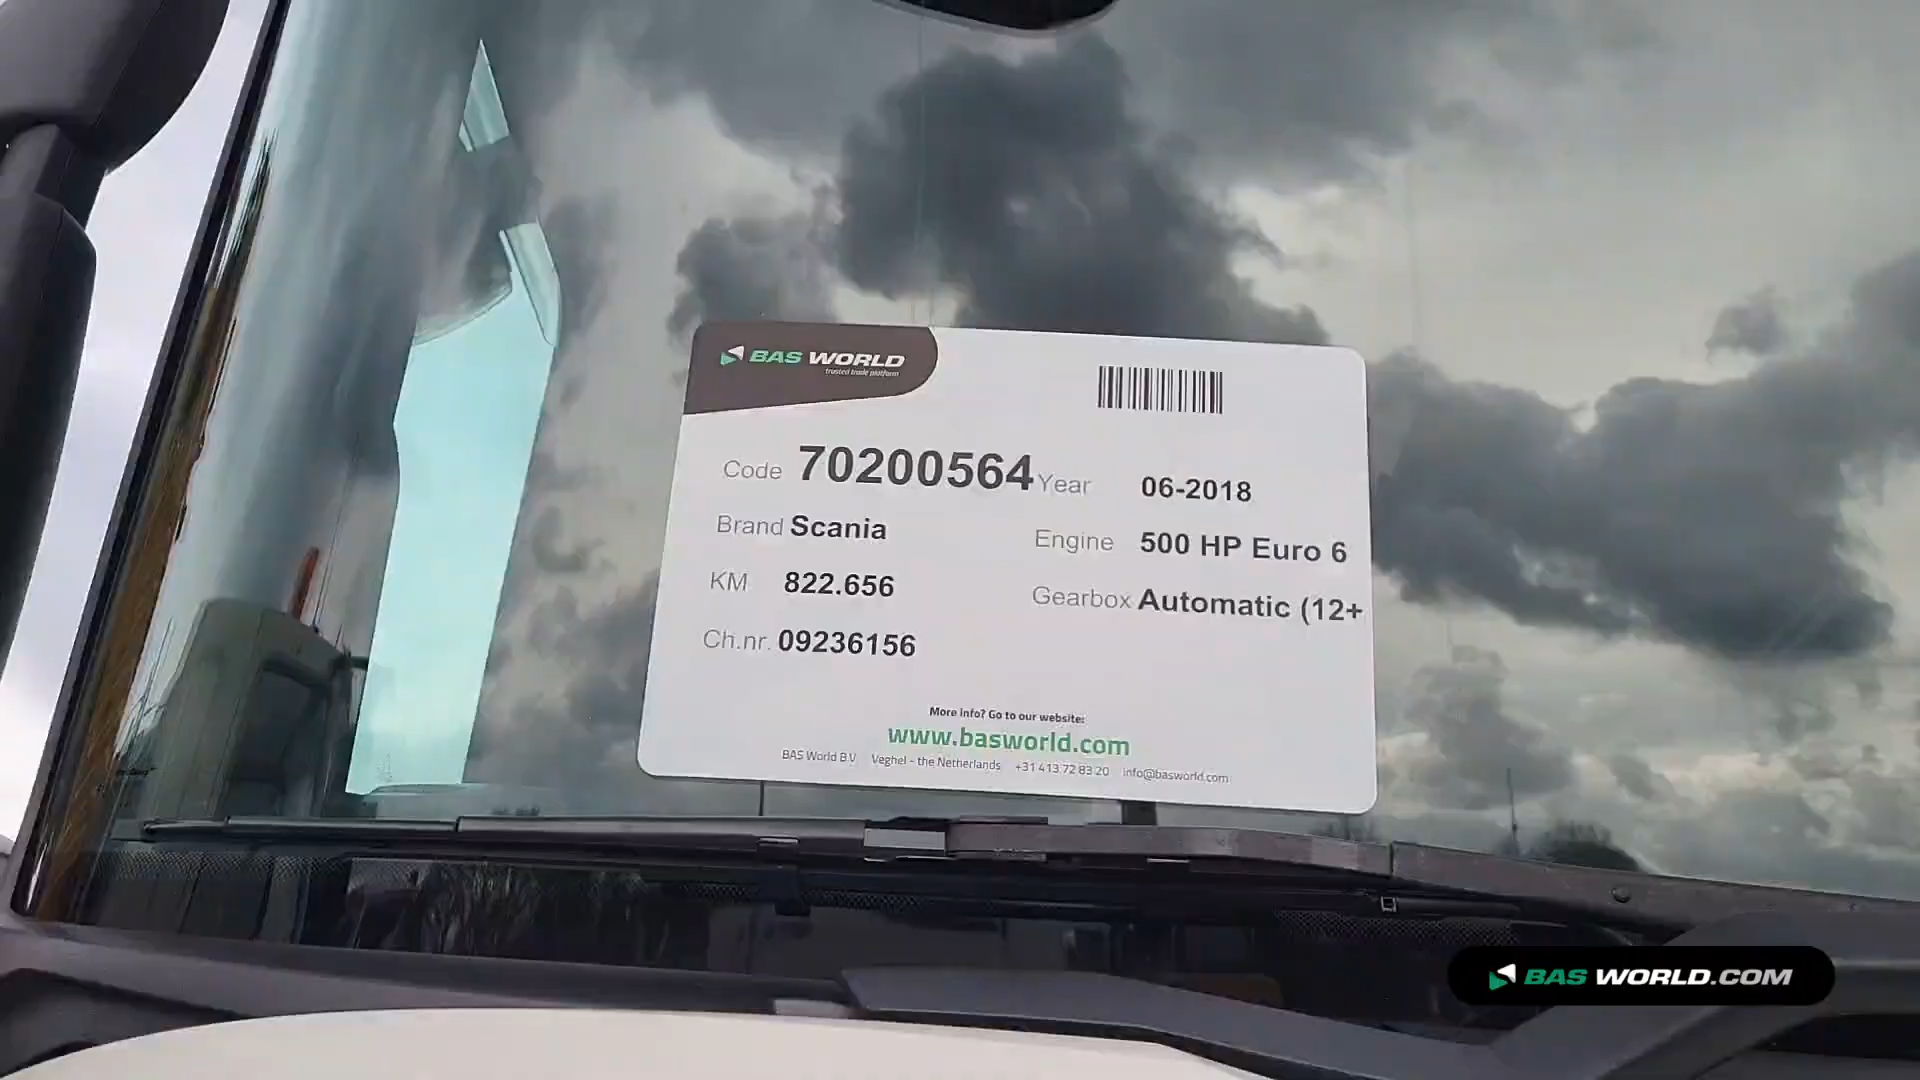 BAS WORLD
trusted trade platform
Code 70200564 Year 06-2018
Brand Scania Engine 500 HP Euro 6
KM 822.656 Gearbox Automatic (12+
Ch.nr. 09236156
More info? Go to our website:
www.basworld.com
BAS World B.V. Veghel - the Netherlands +31 413 72 83 20 info@basworld.com
BAS WORLD.COM